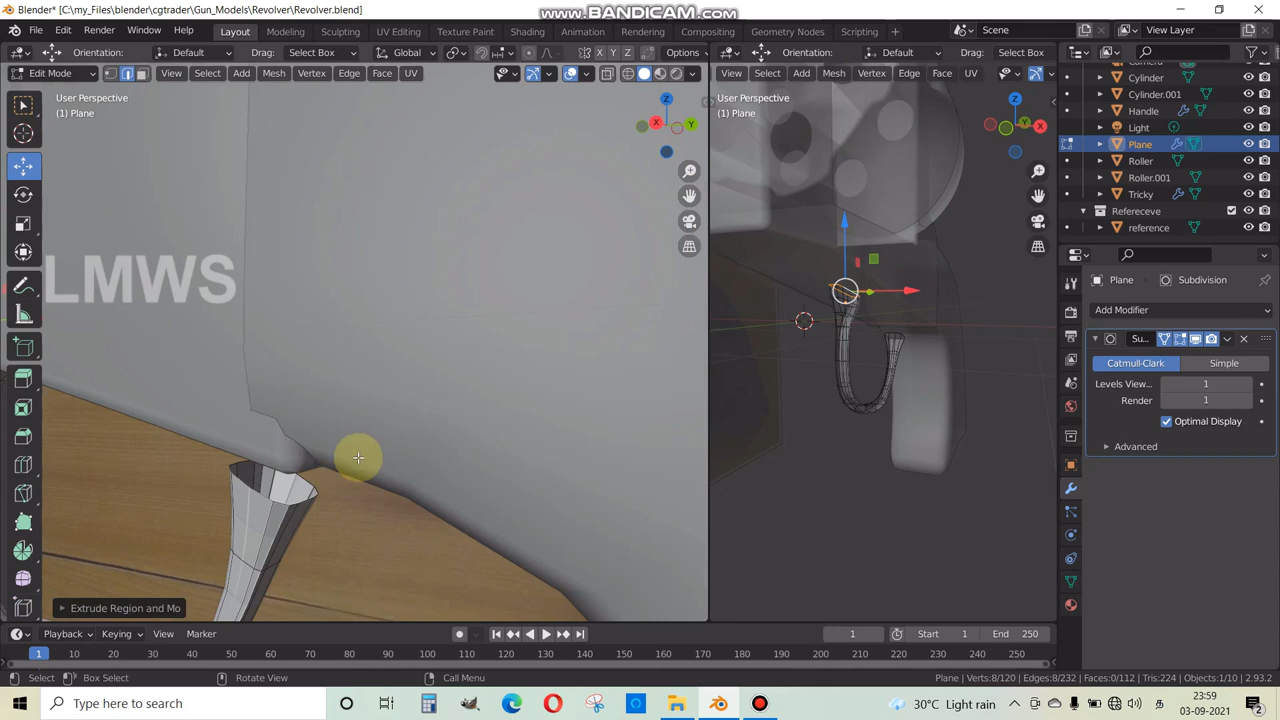 Blender* [C:\my_Files\blender\cgtrader\Gun_Models\Revolver\Revolver.blend]
www.BANDICAM.com
File Edit Render Window Help Layout Modeling Sculpting UV Editing Texture Paint Shading Animation Rendering Compositing Geometry Nodes Scripting Scene View Layer
Orientation: Default Drag: Select Box Global X Y Z Options Orientation: Default Drag: Select Box
Edit Mode View Select Add Mesh Vertex Edge Face UV View Select Add Mesh Vertex Edge Face UV
User Perspective
(1) Plane
Z
X
Y
LMWS
Extrude Region and Mo
User Perspective
(1) Plane
Z
Y
X
Cylinder
Cylinder.001
Handle
Light
Plane
Roller
Roller.001
Tricky
Refereceve
reference
Plane Subdivision
Add Modifier
Su...
Catmull-Clark Simple
Levels View... 1
Render 1
Optimal Display
Advanced
Playback Keying View Marker 1 Start 1 End 250
1 10 20 30 40 50 60 70 80 90 100 110 120 130 140 150 160 170 180 190 200 210 220 230 240 250
Select Box Select Rotate View Call Menu Plane | Verts:8/120 | Edges:8/232 | Faces:0/112 | Tris:224 | Objects:1/10 | 2.93.2
Type here to search 30°C Light rain 23:59
03-09-2021
2